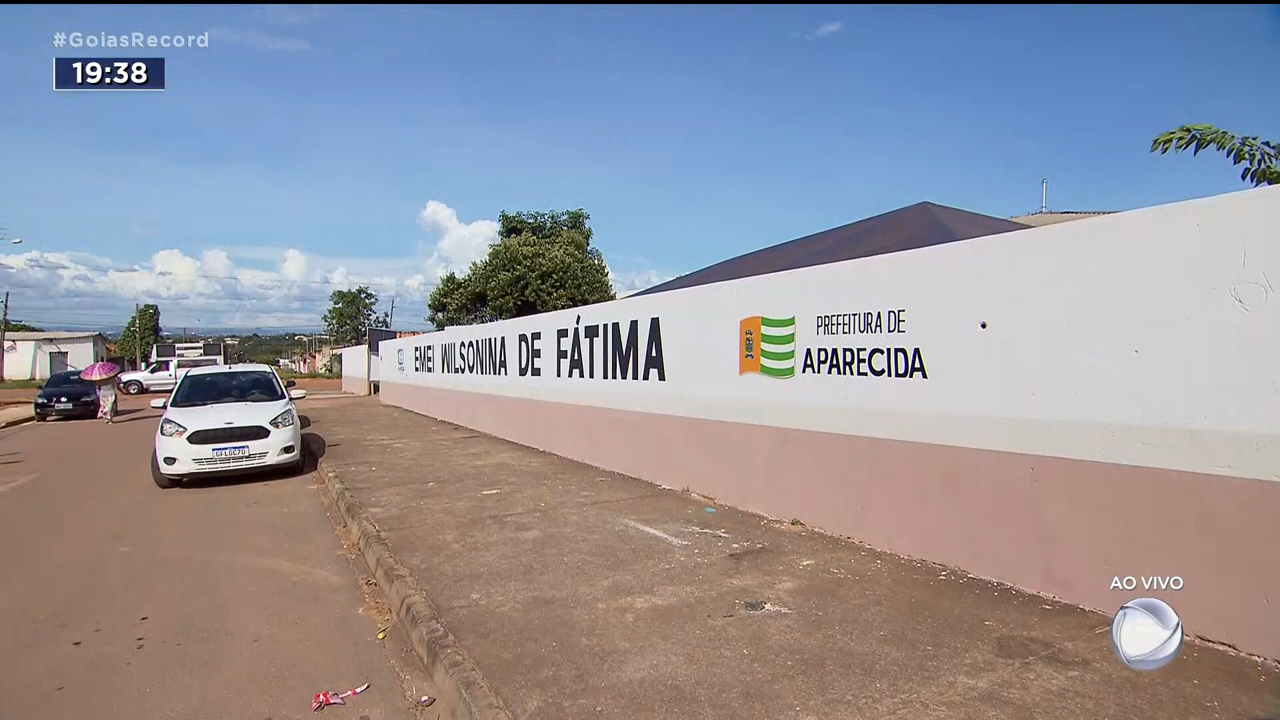 #GoiasRecord
19:38
EMEI WILSONINA DE FÁTIMA
PREFEITURA DE
APARECIDA
AO VIVO